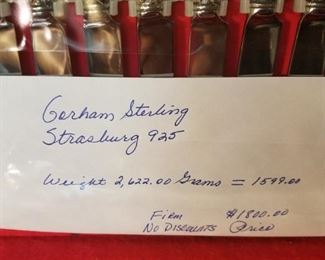 Gorham Sterling
Strasburg 925
Weight 2,622.00 Grams = 1599.00
Firm $1800.00
No Discounts Price